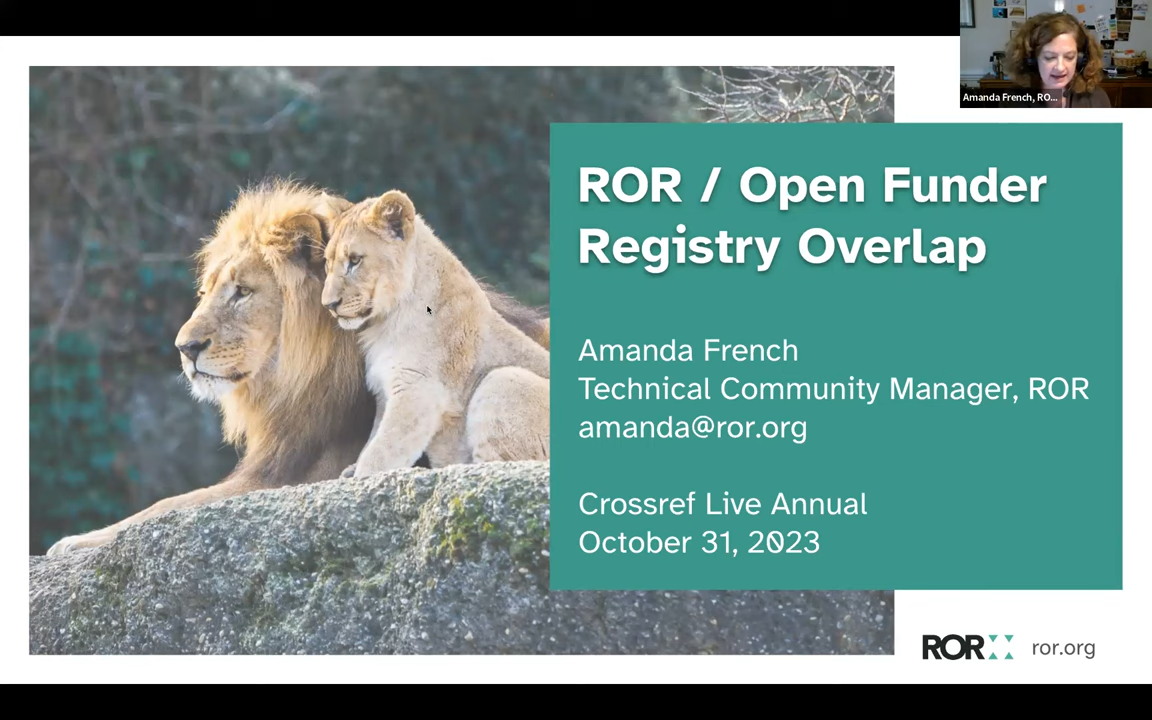 Amanda French, RO...
ROR / Open Funder
Registry Overlap
Amanda French
Technical Community Manager, ROR
amanda@ror.org
Crossref Live Annual
October 31, 2023
ROR
ror.org